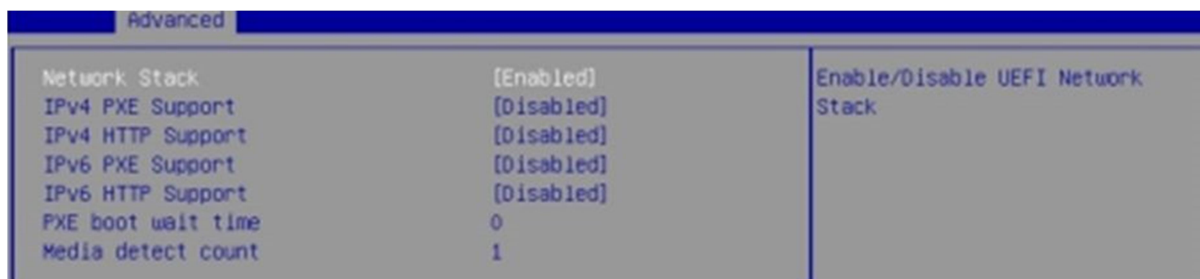 Advanced
Network Stack [Enabled]
IPv4 PXE Support [Disabled]
IPv4 HTTP Support [Disabled]
IPv6 PXE Support [Disabled]
IPv6 HTTP Support [Disabled]
PXE boot wait time 0
Media detect count 1
Enable/Disable UEFI Network
Stack